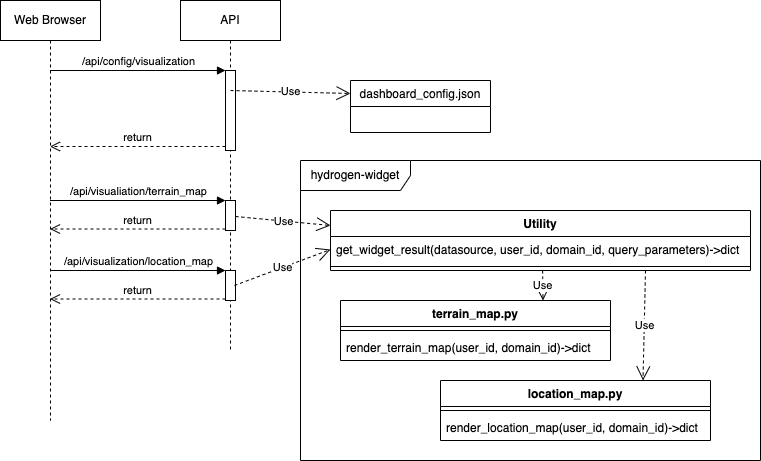 Web Browser
API
/api/config/visualization
Use
dashboard_config.json
return
hydrogen-widget
/api/visualiation/terrain_map
return
Use
Utility
get_widget_result(datasource, user_id, domain_id, query_parameters)->dict
/api/visualization/location_map
Use
return
Use
terrain_map.py
Use
render_terrain_map(user_id, domain_id)->dict
location_map.py
render_location_map(user_id, domain_id)->dict